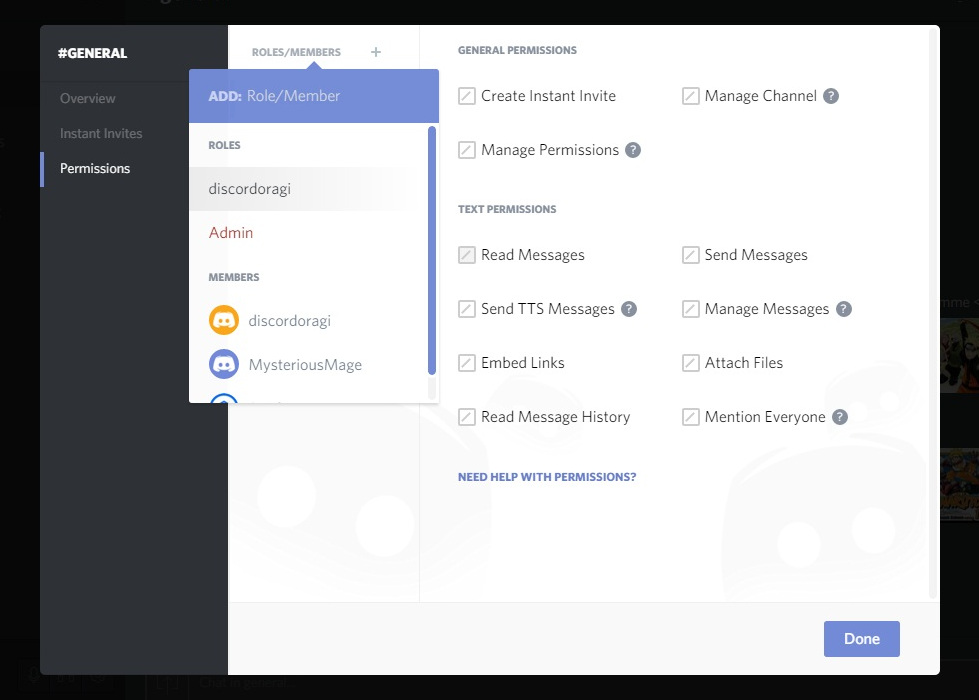 #GENERAL
Overview
Instant Invites
Permissions
ROLES/MEMBERS +
ADD: Role/Member
ROLES
discordoragi
Admin
MEMBERS
discordoragi
MysteriousMage
GENERAL PERMISSIONS
Create Instant Invite
Manage Channel ?
Manage Permissions ?
TEXT PERMISSIONS
Read Messages
Send Messages
Send TTS Messages ?
Manage Messages ?
Embed Links
Attach Files
Read Message History
Mention Everyone ?
NEED HELP WITH PERMISSIONS?
Done